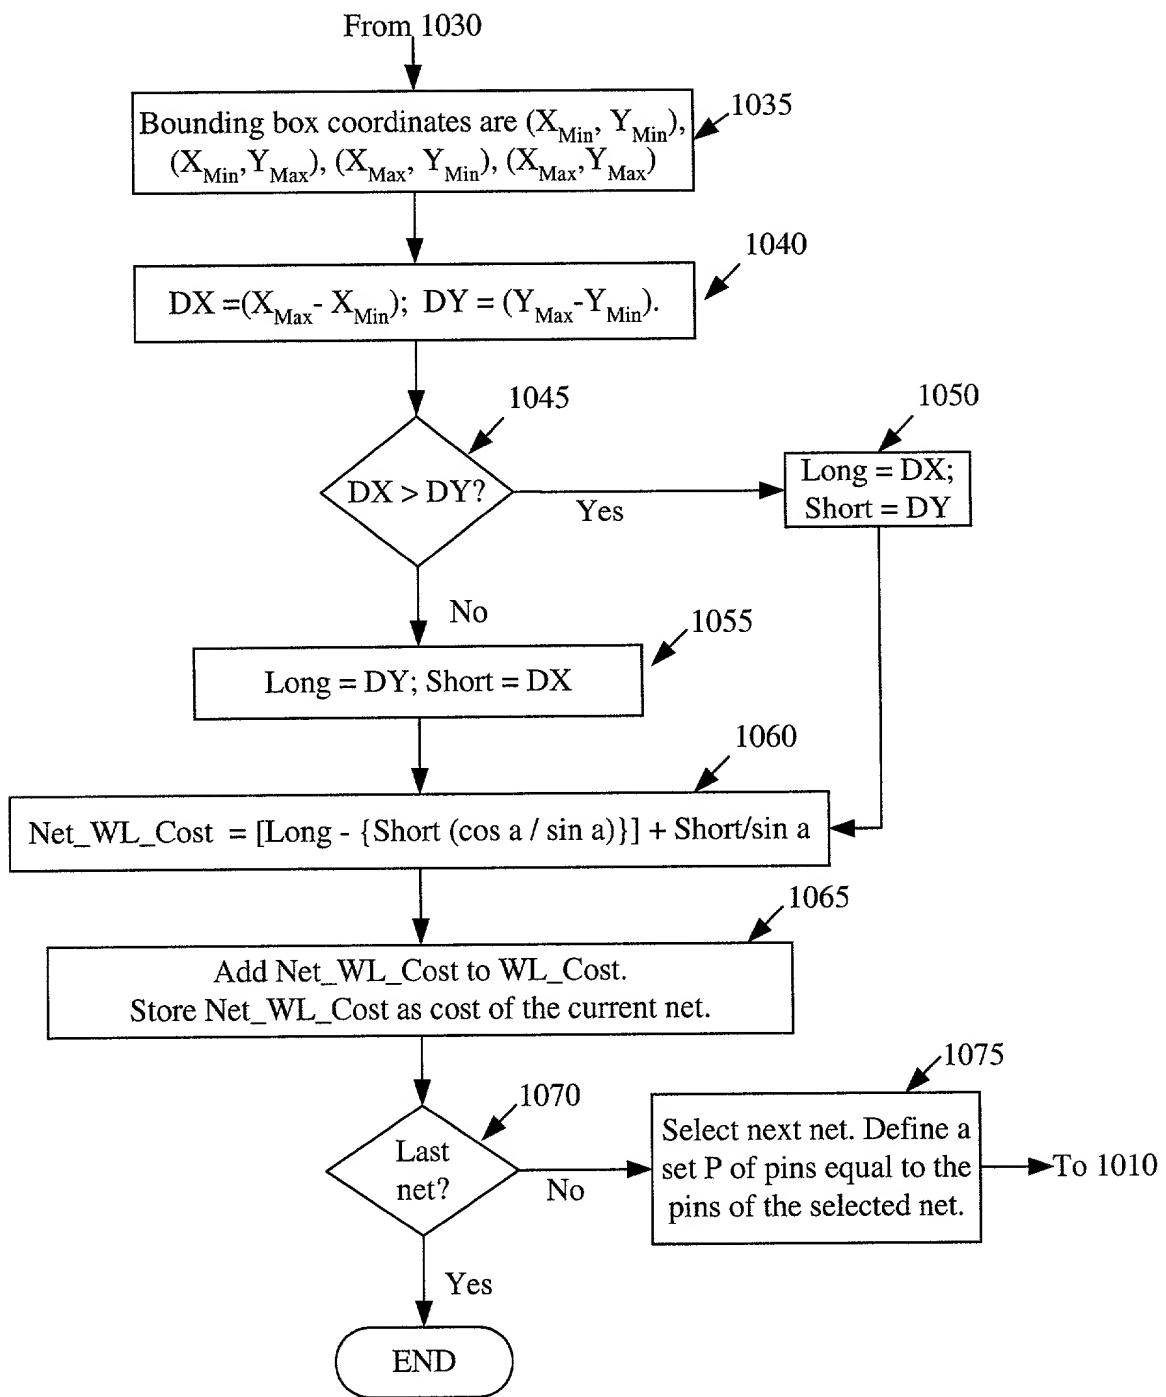 From 1030
1035
Bounding box coordinates are (X_Min, Y_Min),
(X_Min,Y_Max), (X_Max, Y_Min), (X_Max,Y_Max)
1040
DX =(X_Max- X_Min);  DY = (Y_Max-Y_Min).
1045
DX > DY?
Yes
1050
Long = DX;
Short = DY
No
1055
Long = DY; Short = DX
1060
Net_WL_Cost = [Long - {Short (cos a / sin a)}] + Short/sin a
1065
Add Net_WL_Cost to WL_Cost.
Store Net_WL_Cost as cost of the current net.
1070
Last
net?
No
1075
Select next net. Define a
set P of pins equal to the
pins of the selected net.
To 1010
Yes
END